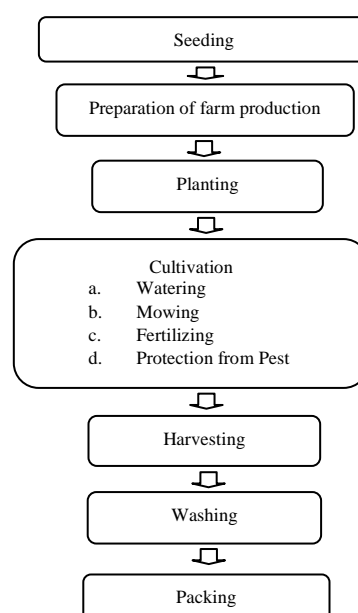 Seeding
Preparation of farm production
Planting
Cultivation
a. Watering
b. Mowing
c. Fertilizing
d. Protection from Pest
Harvesting
Washing
Packing